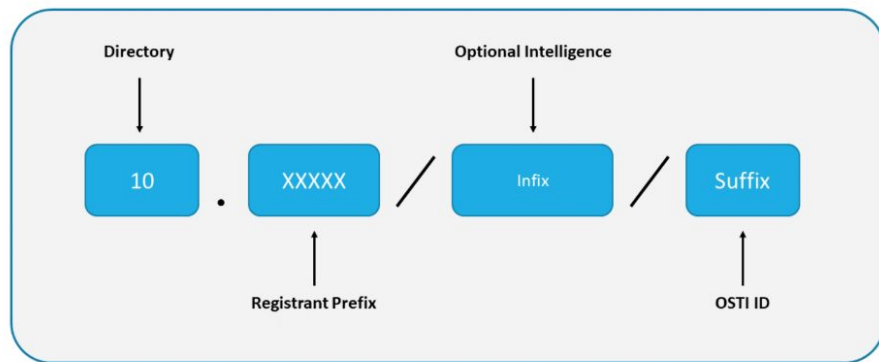 Directory
Optional Intelligence
10 . XXXXX / Infix / Suffix
Registrant Prefix
OSTI ID